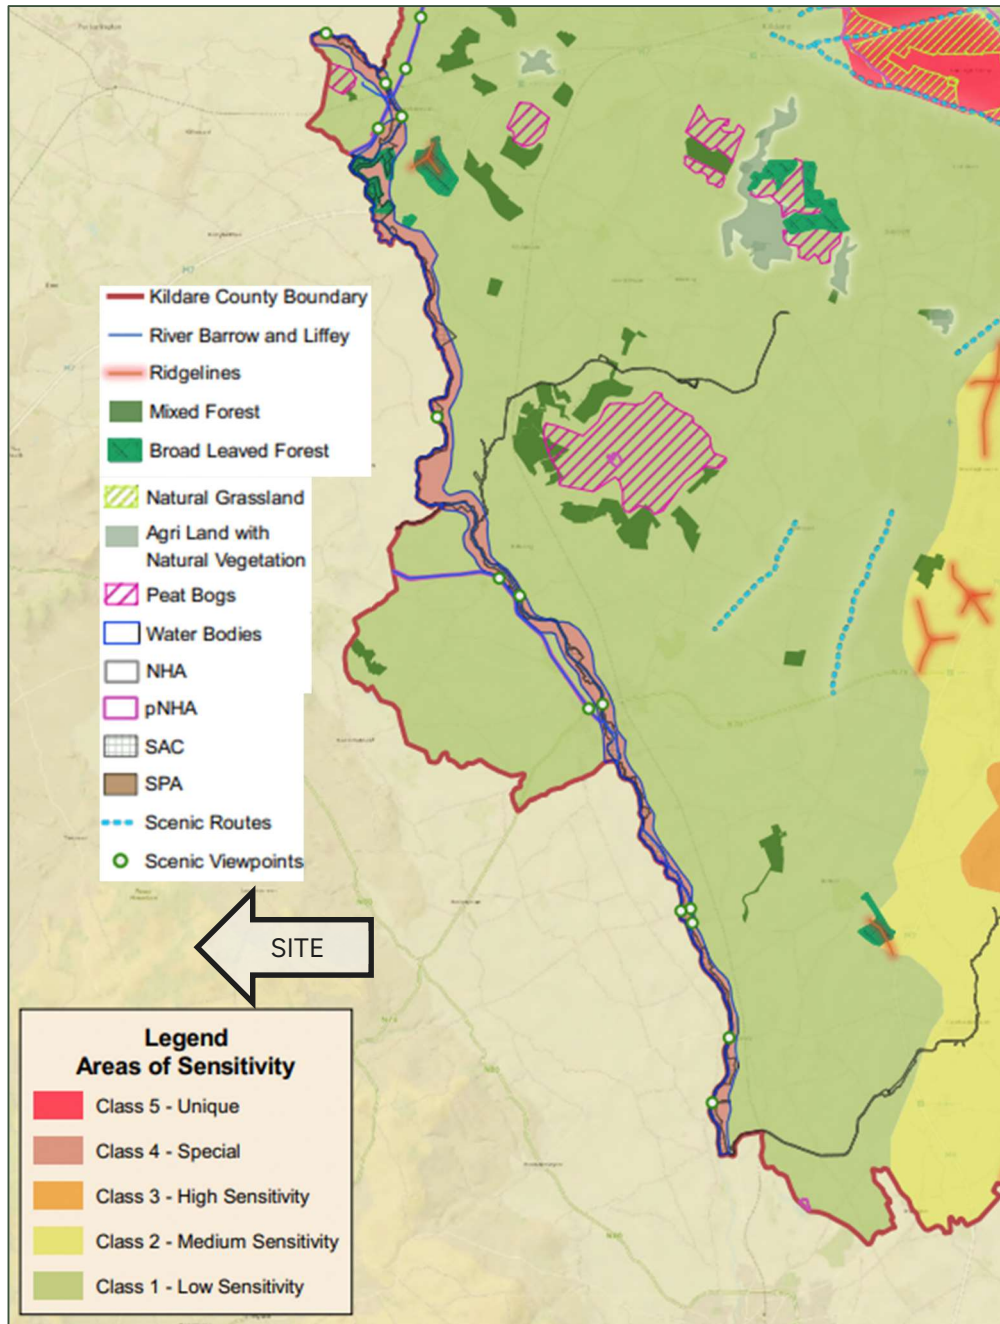 Kildare County Boundary
River Barrow and Liffey
Ridgelines
Mixed Forest
Broad Leaved Forest
Natural Grassland
Agri Land with
Natural Vegetation
Peat Bogs
Water Bodies
NHA
pNHA
SAC
SPA
Scenic Routes
Scenic Viewpoints
SITE
Legend
Areas of Sensitivity
Class 5 - Unique
Class 4 - Special
Class 3 - High Sensitivity
Class 2 - Medium Sensitivity
Class 1 - Low Sensitivity
M7
N80